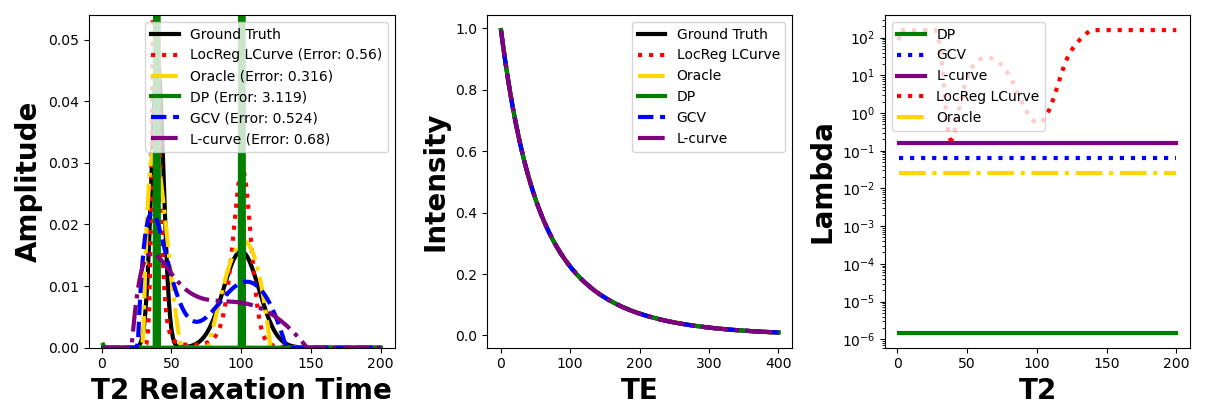 Amplitude
0.05
0.04
0.03
0.02
0.01
0.00
0
50
100
150
200
T2 Relaxation Time
Ground Truth
LocReg LCurve (Error: 0.56)
Oracle (Error: 0.316)
DP (Error: 3.119)
GCV (Error: 0.524)
L-curve (Error: 0.68)
Intensity
1.0
0.8
0.6
0.4
0.2
0.0
0
100
200
300
400
TE
Ground Truth
LocReg LCurve
Oracle
DP
GCV
L-curve
Lambda
10²
10¹
10⁰
10⁻¹
10⁻²
10⁻³
10⁻⁴
10⁻⁵
10⁻⁶
0
50
100
150
200
T2
DP
GCV
L-curve
LocReg LCurve
Oracle